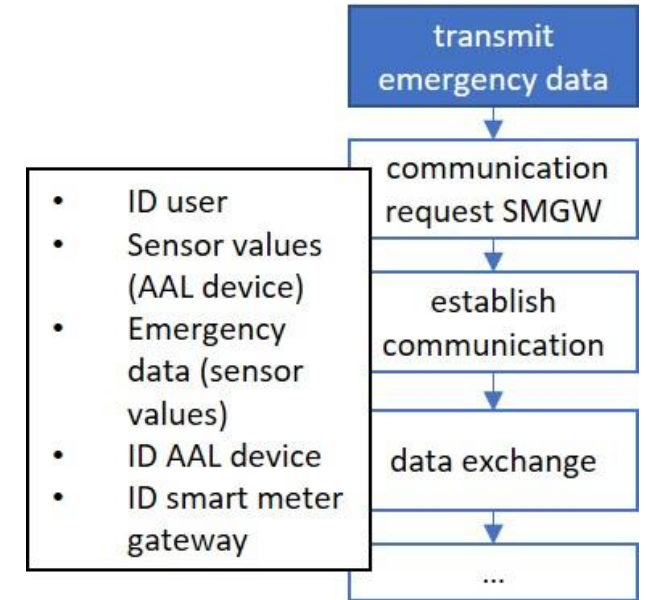 transmit
emergency data
communication
request SMGW
establish
communication
data exchange
...
• ID user
• Sensor values
(AAL device)
• Emergency
data (sensor
values)
• ID AAL device
• ID smart meter
gateway